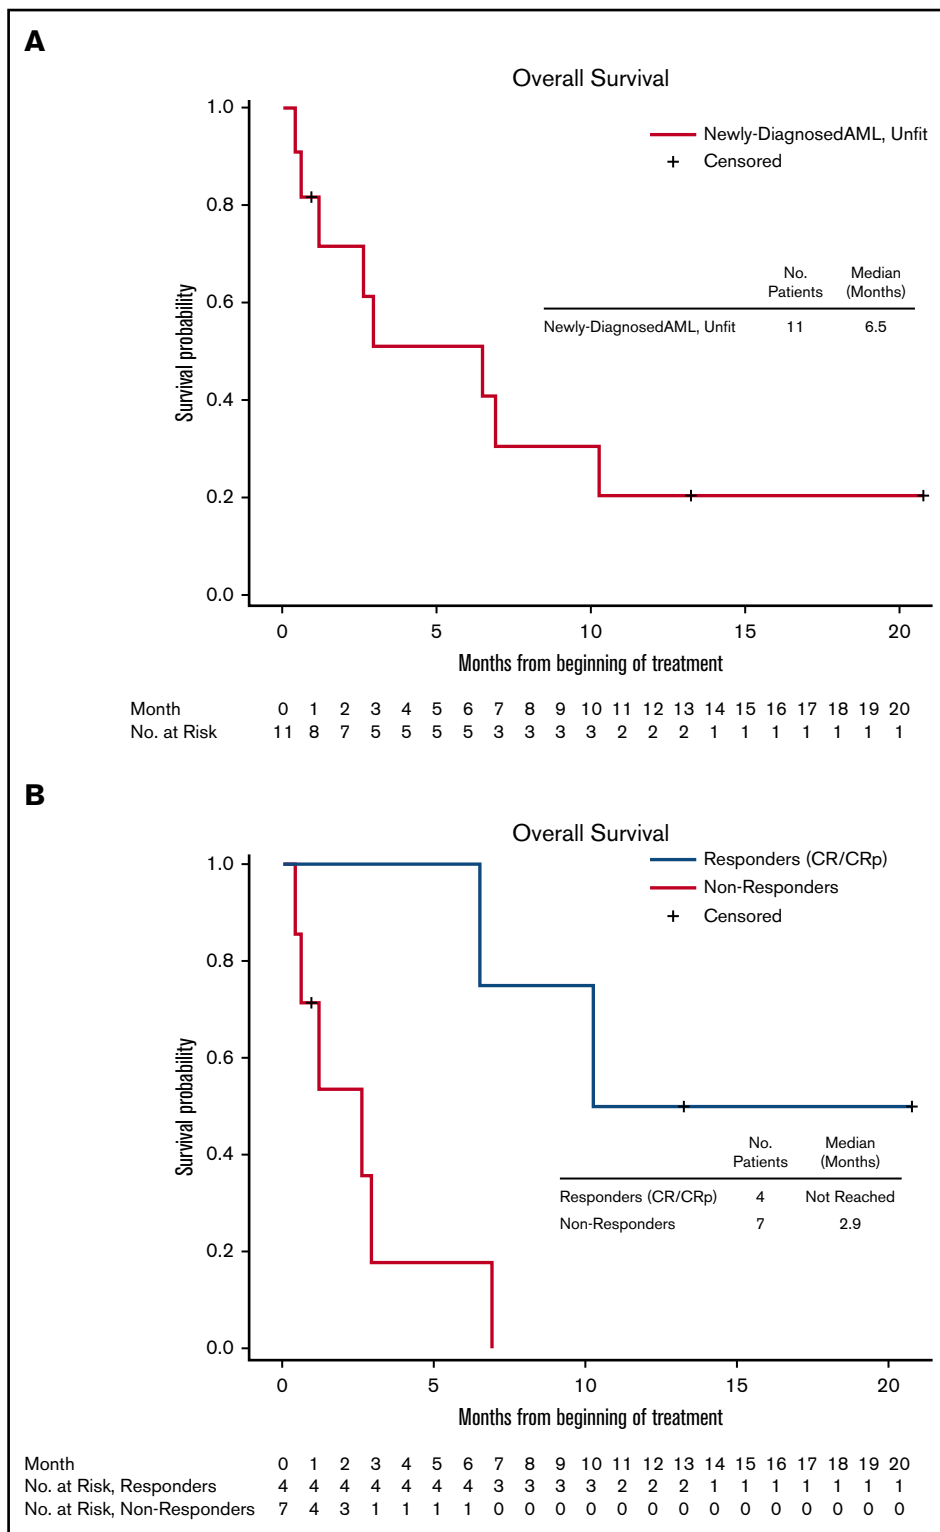 A
Overall Survival
1.0
0.8
0.6
0.4
0.2
0.0
Survival probability
Newly-DiagnosedAML, Unfit
+ Censored
No. Patients
Median (Months)
Newly-DiagnosedAML, Unfit 11 6.5
0 5 10 15 20
Months from beginning of treatment
Month 0 1 2 3 4 5 6 7 8 9 10 11 12 13 14 15 16 17 18 19 20
No. at Risk 11 8 7 5 5 5 5 3 3 3 3 2 2 2 1 1 1 1 1 1 1
B
Overall Survival
1.0
0.8
0.6
0.4
0.2
0.0
Survival probability
Responders (CR/CRp)
Non-Responders
+ Censored
No. Patients
Median (Months)
Responders (CR/CRp) 4 Not Reached
Non-Responders 7 2.9
0 5 10 15 20
Months from beginning of treatment
Month 0 1 2 3 4 5 6 7 8 9 10 11 12 13 14 15 16 17 18 19 20
No. at Risk, Responders 4 4 4 4 4 4 4 3 3 3 3 2 2 2 1 1 1 1 1 1 1
No. at Risk, Non-Responders 7 4 3 1 1 1 1 0 0 0 0 0 0 0 0 0 0 0 0 0 0